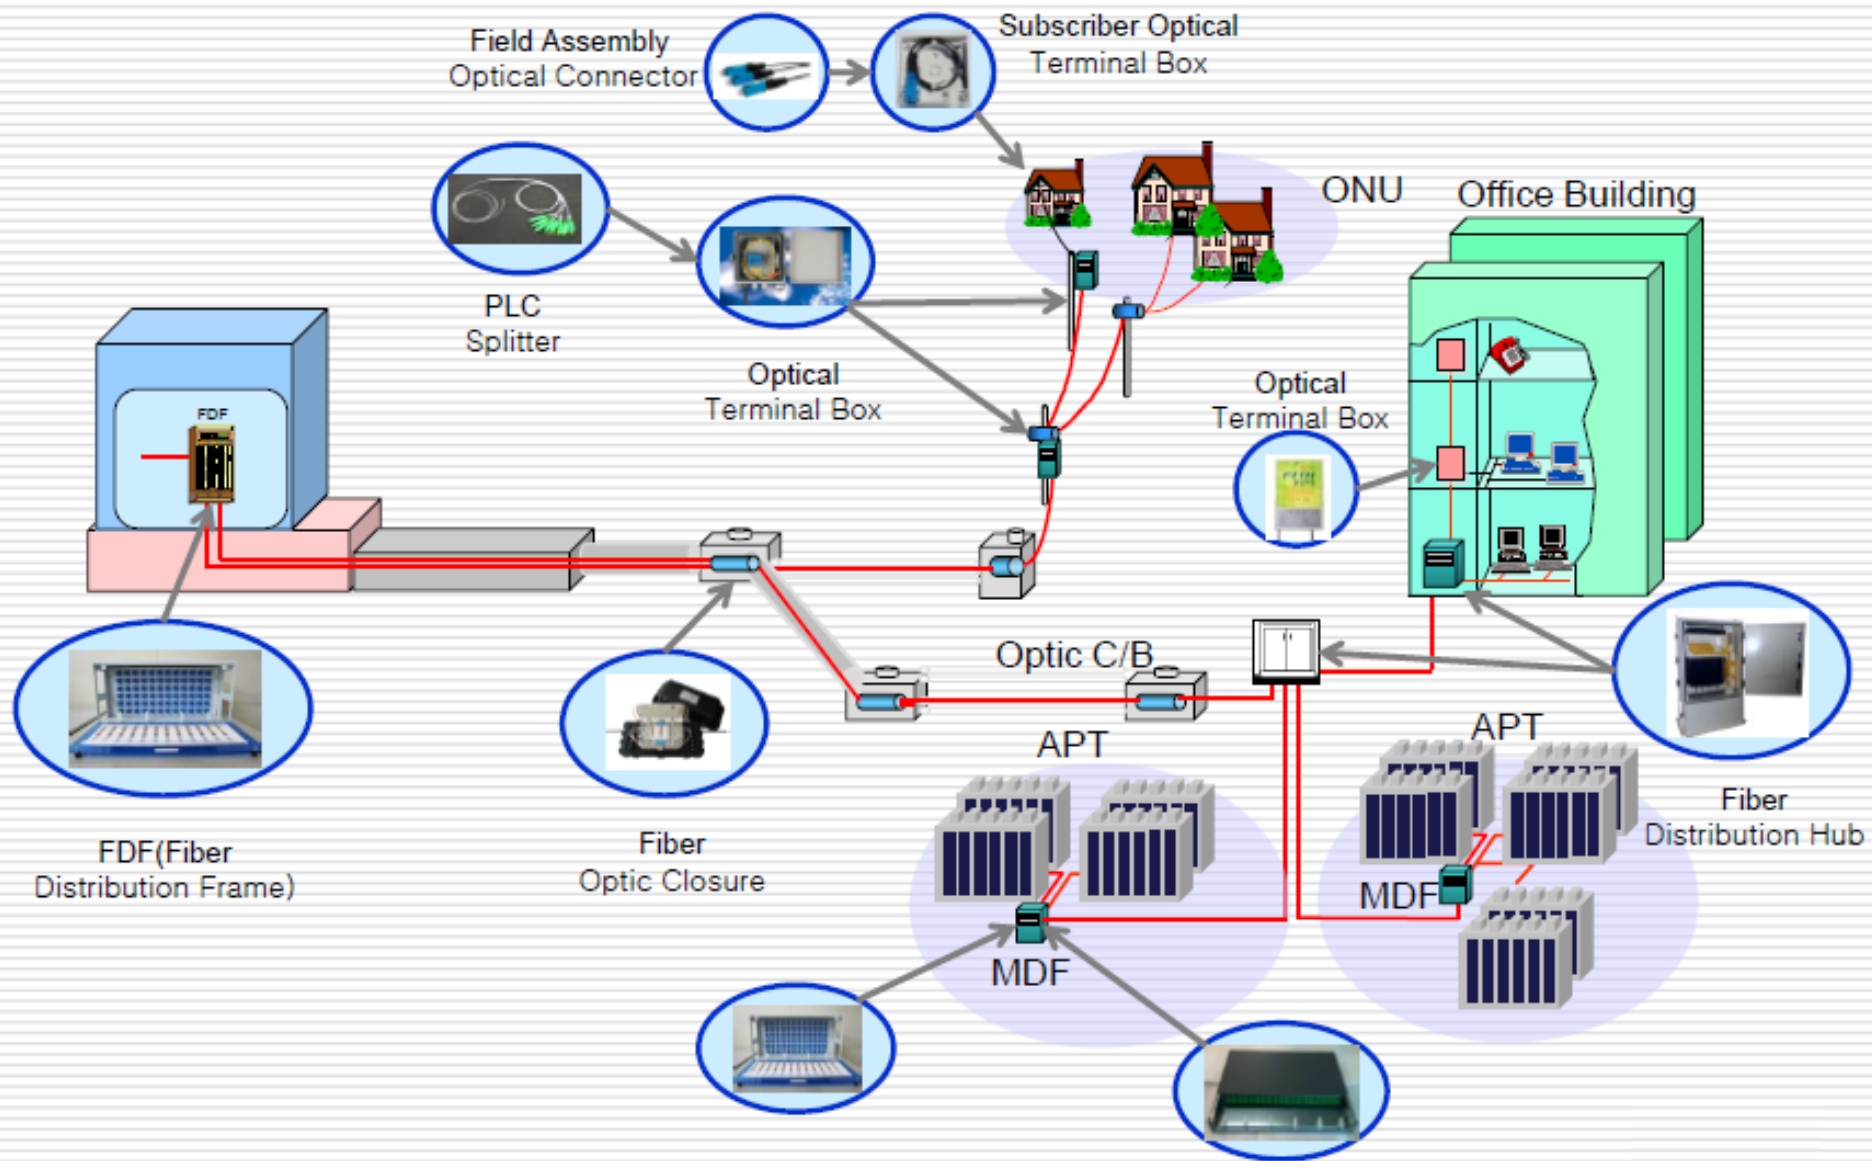 Field Assembly
Optical Connector
Subscriber Optical
Terminal Box
ONU
Office Building
PLC
Splitter
Optical
Terminal Box
Optical
Terminal Box
FDF
Optic C/B
APT
APT
FDF(Fiber
Distribution Frame)
Fiber
Optic Closure
Fiber
Distribution Hub
MDF
MDF